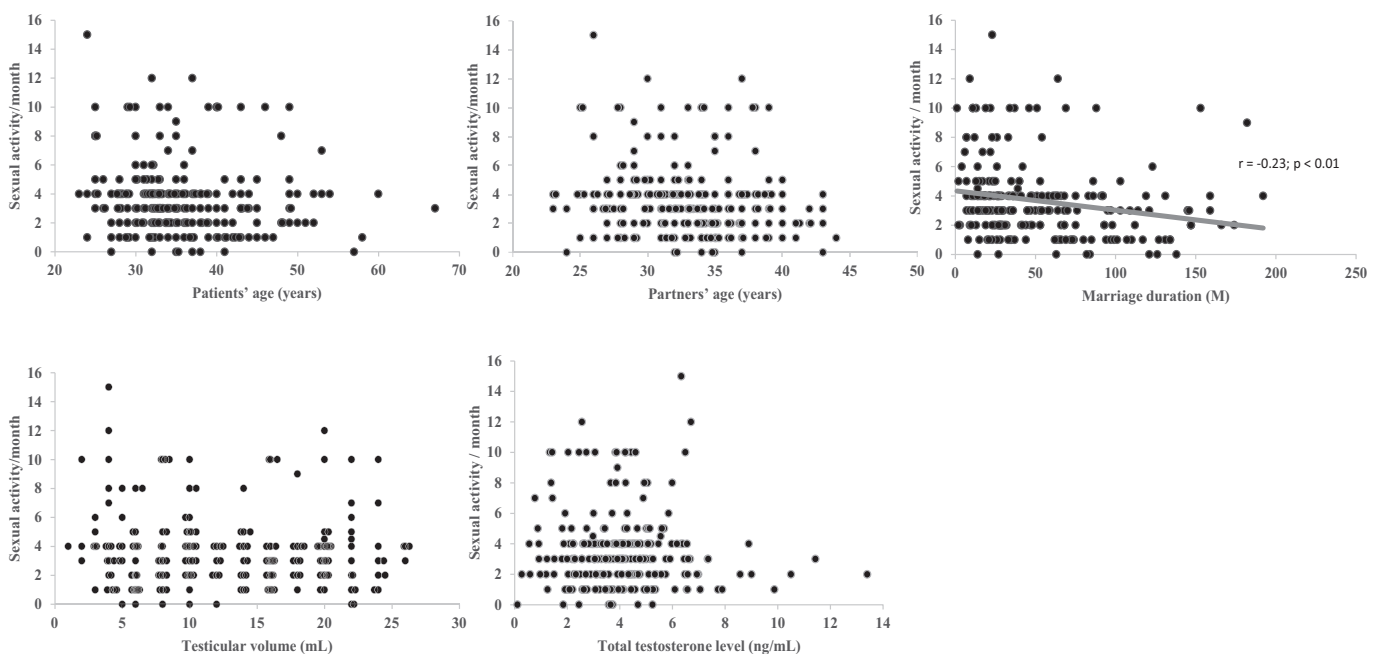 16
14
12
10
8
6
4
2
0
Sexual activity/month
20 30 40 50 60 70
Patients’ age (years)
16
14
12
10
8
6
4
2
0
Sexual activity/month
20 25 30 35 40 45 50
Partners’ age (years)
16
14
12
10
8
6
4
2
0
Sexual activity / month
r = -0.23; p < 0.01
0 50 100 150 200 250
Marriage duration (M)
16
14
12
10
8
6
4
2
0
Sexual activity/month
0 5 10 15 20 25 30
Testicular volume (mL)
16
14
12
10
8
6
4
2
0
Sexual activity / month
0 2 4 6 8 10 12 14
Total testosterone level (ng/mL)